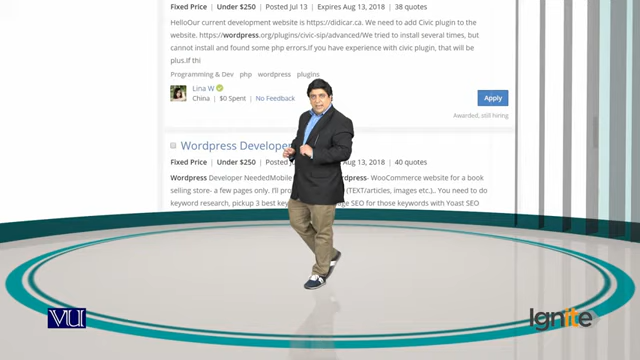 Fixed Price | Under $250 | Posted Jul 13 | Expires Aug 13, 2018 | 38 quotes
HelloOur current development website is https://didicar.ca. We need to add Civic plugin to the
website. https://wordpress.org/plugins/civic-sip/advanced/We tried to install several times, but
cannot install and found some php errors.If you have experience with civic plugin, that will be
plus.If thi
Programming & Dev php wordpress plugins
Lina W
China | $0 Spent | No Feedback
Apply
Awarded, still hiring
Wordpress Developer
Fixed Price | Under $250 | Posted Aug 13, 2018 | 40 quotes
Wordpress Developer NeededMobile WooCommerce website for a book
selling store- a few pages only. I'll articles, images etc.).. You need to do
keyword research, pickup 3 best SEO for those keywords with Yoast SEO
VU
Ignite